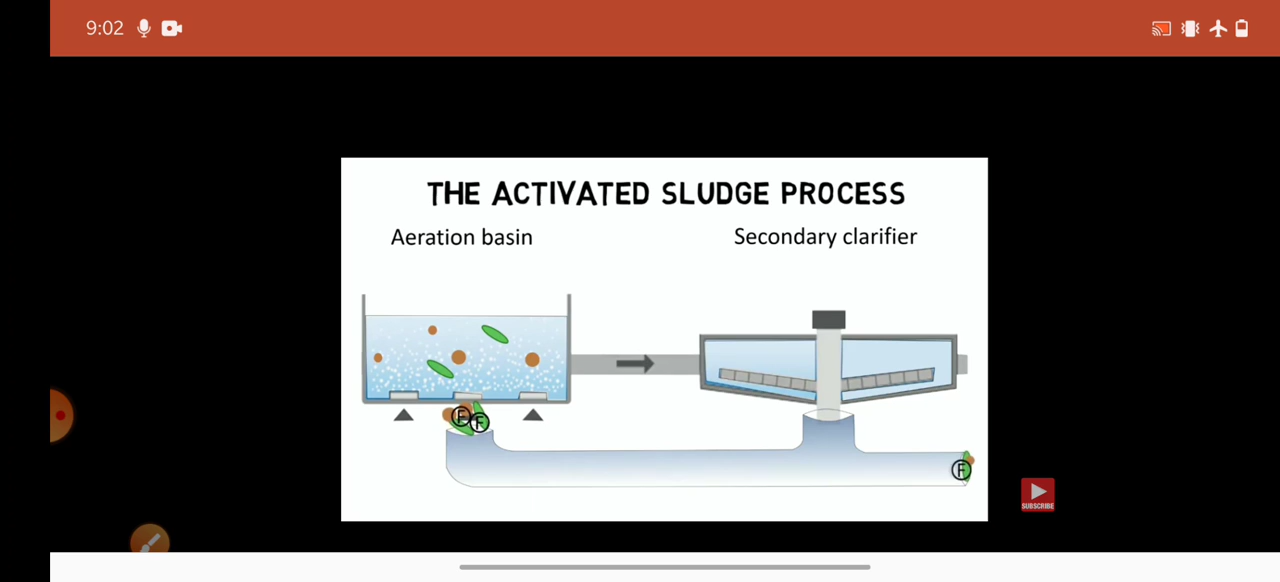 9:02
THE ACTIVATED SLUDGE PROCESS
Aeration basin
Secondary clarifier
F
F
F
SUBSCRIBE